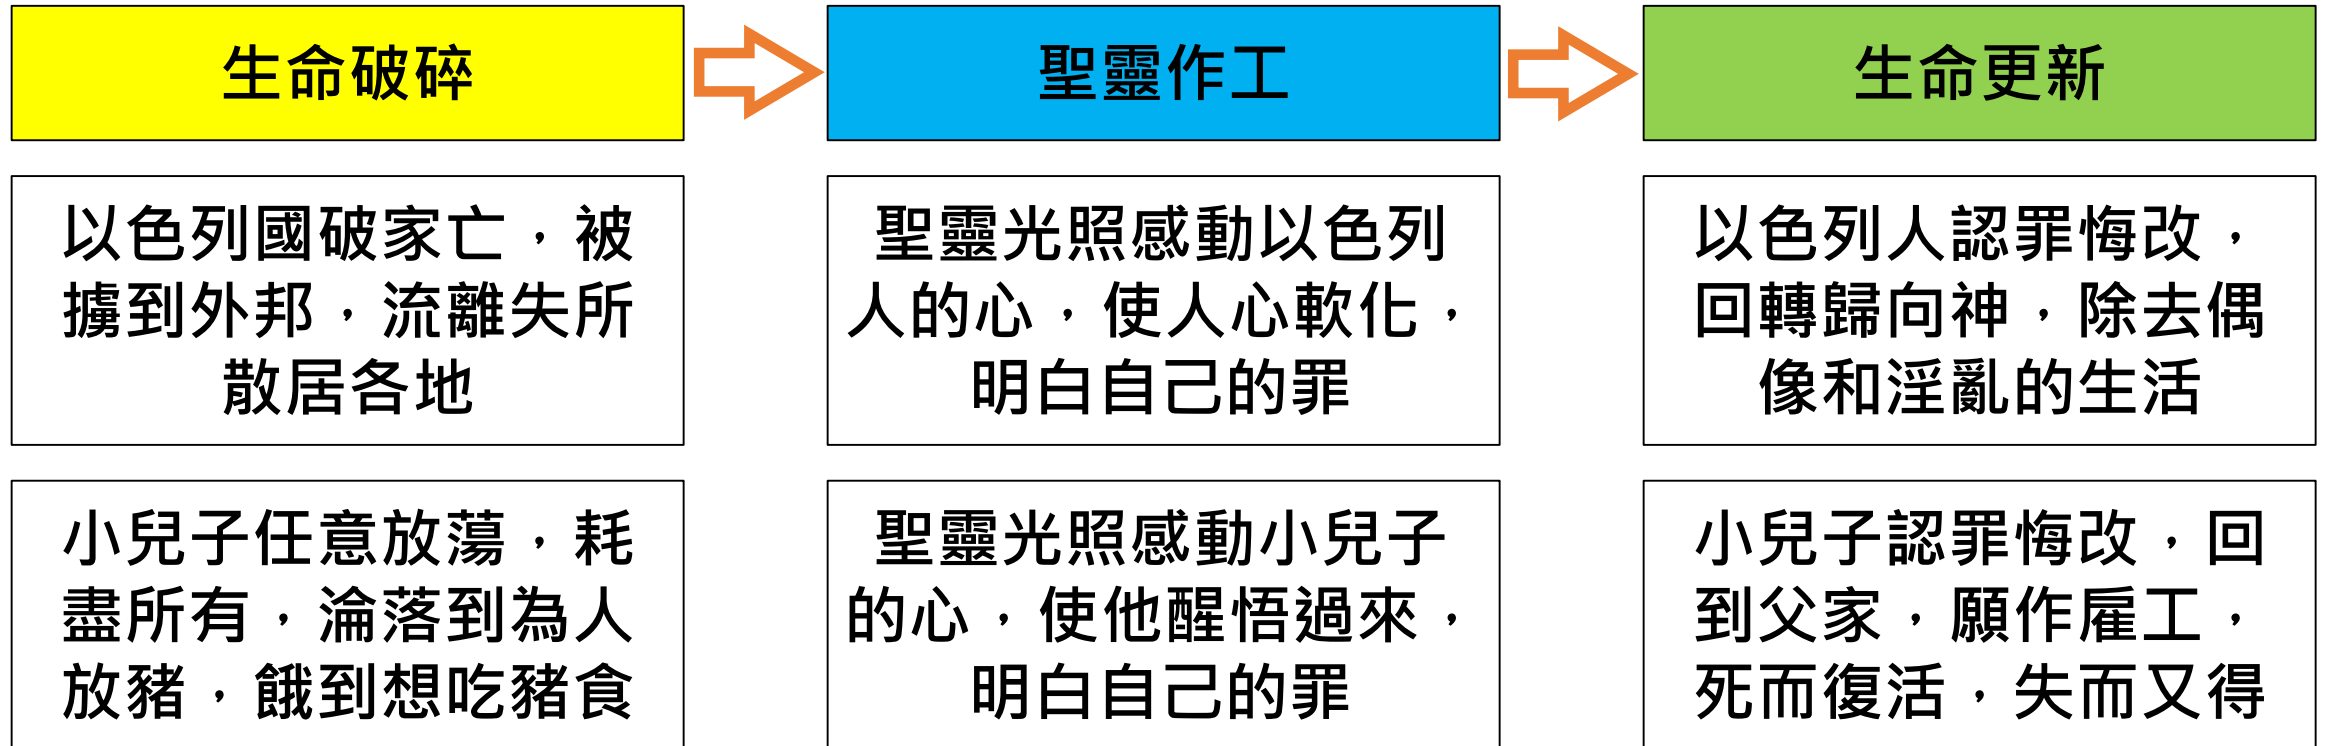 生命破碎
聖靈作工
生命更新
以色列國破家亡，被
擄到外邦，流離失所
散居各地
聖靈光照感動以色列
人的心，使人心軟化，
明白自己的罪
以色列人認罪悔改，
回轉歸向神，除去偶
像和淫亂的生活
小兒子任意放蕩，耗
盡所有，淪落到為人
放豬，餓到想吃豬食
聖靈光照感動小兒子
的心，使他醒悟過來，
明白自己的罪
小兒子認罪悔改，回
到父家，願作雇工，
死而復活，失而又得